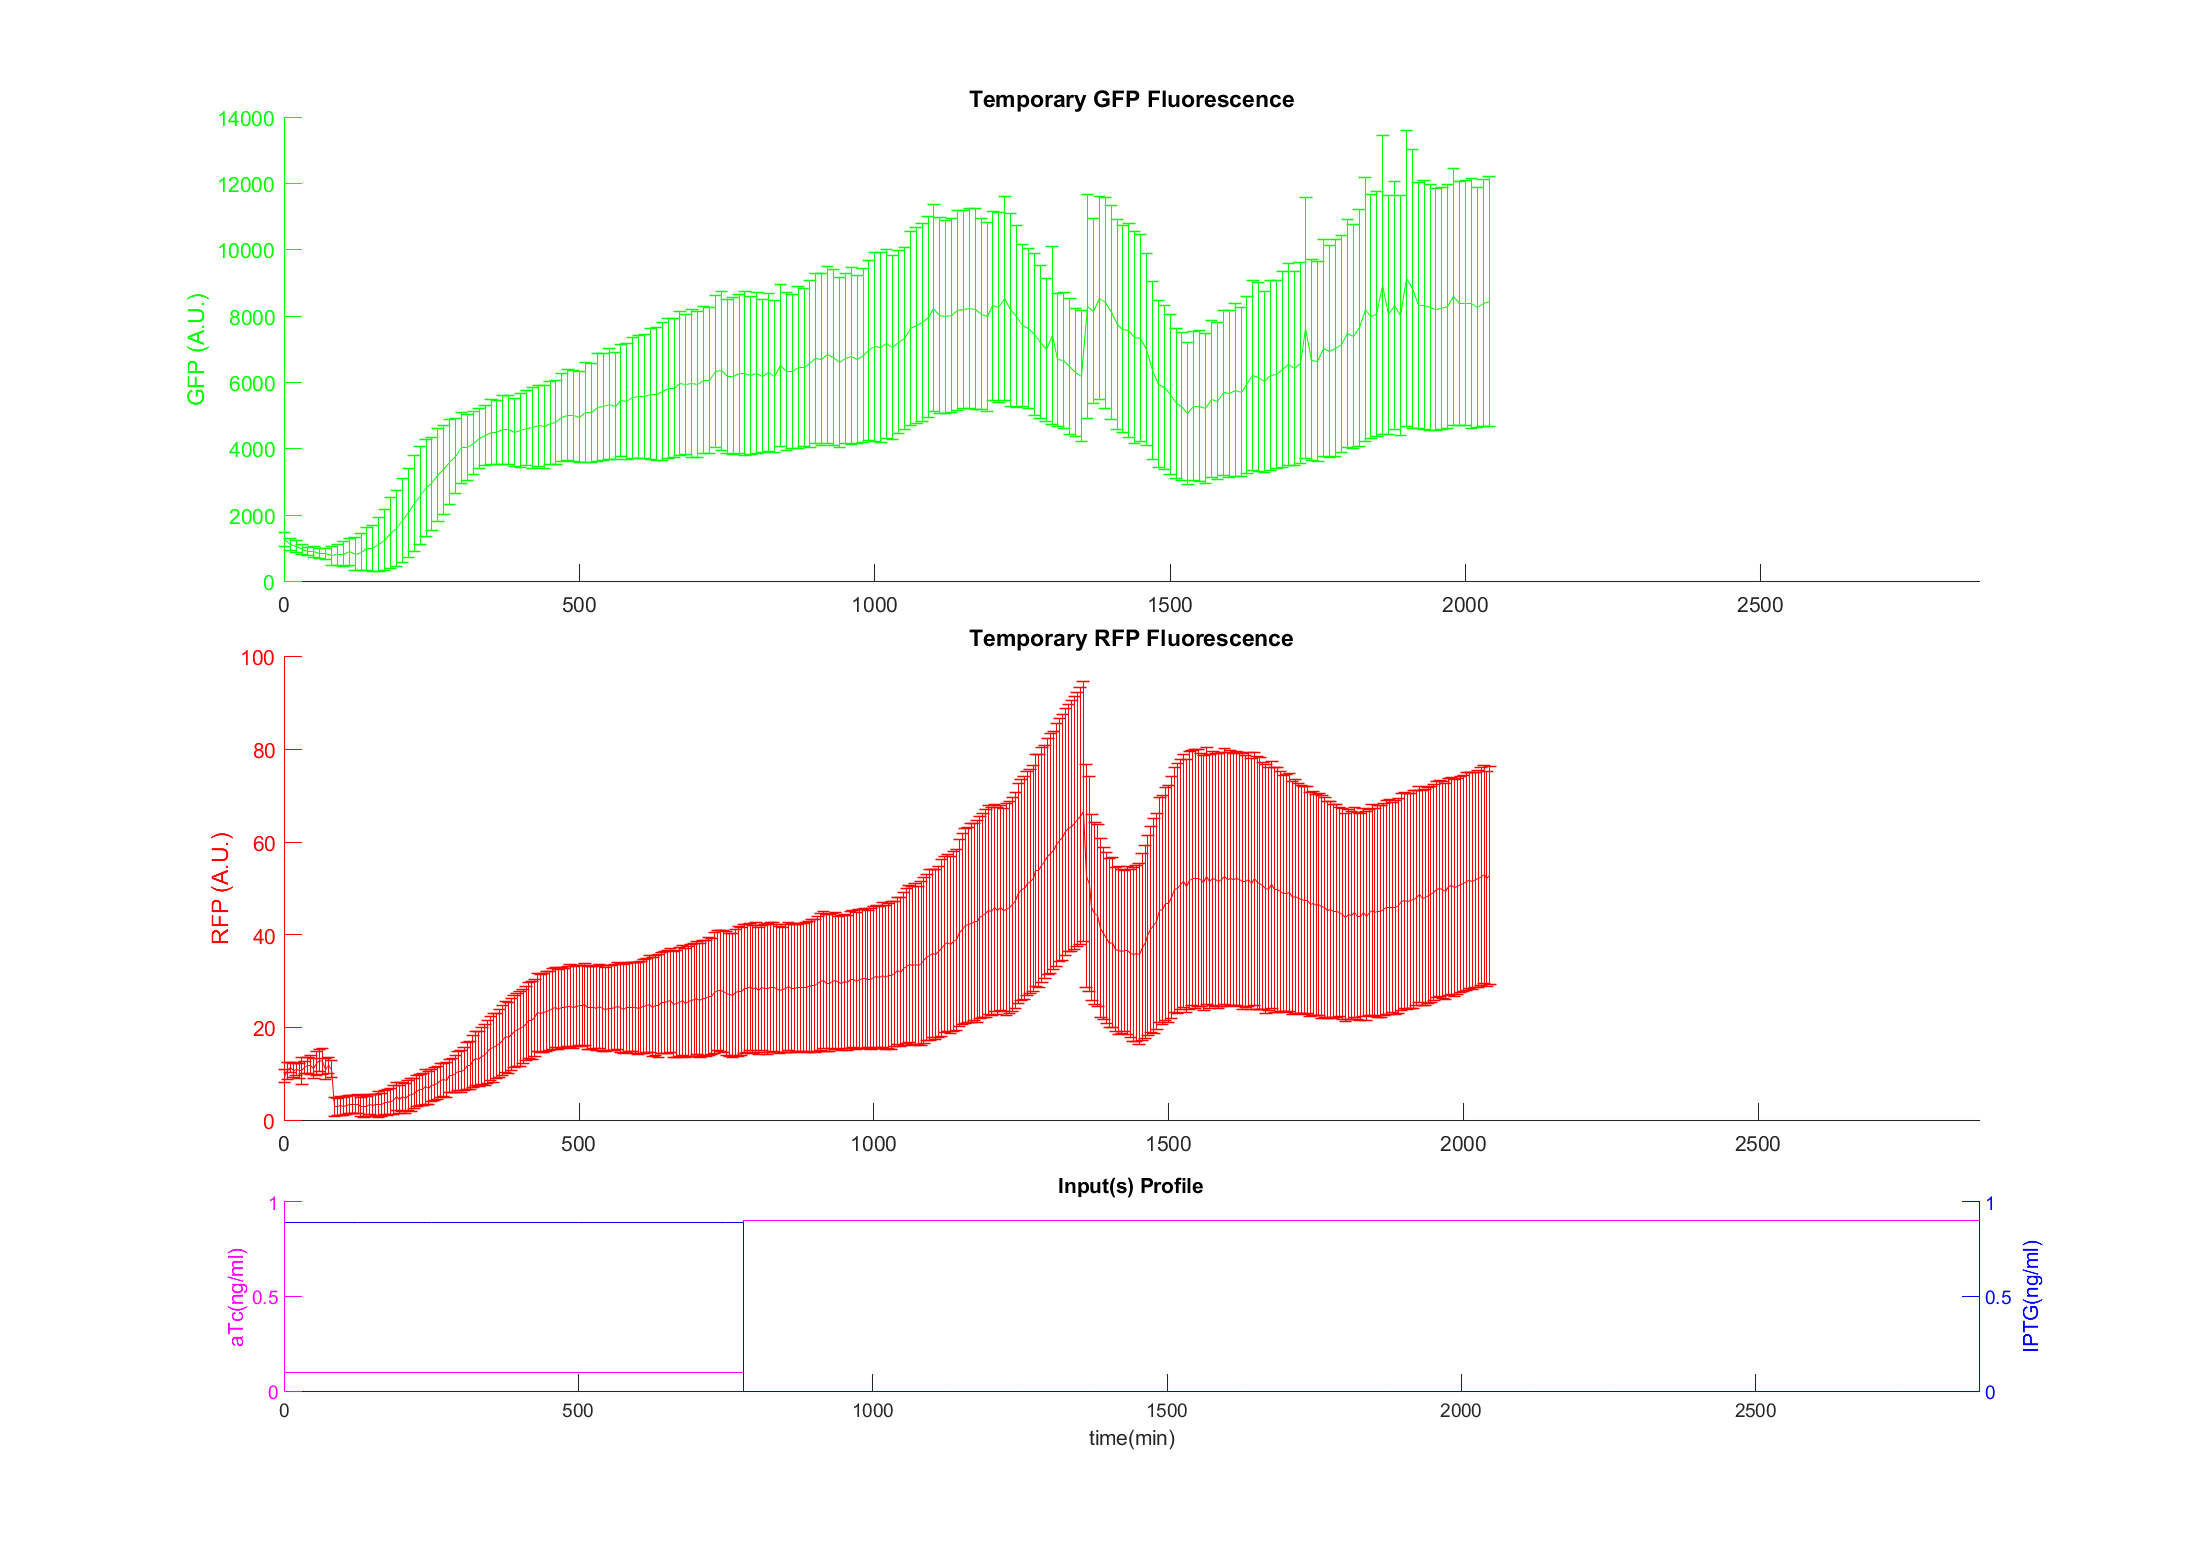 Temporary GFP Fluorescence
14000
12000
10000
8000
6000
4000
2000
0
GFP (A.U.)
0 500 1000 1500 2000 2500
Temporary RFP Fluorescence
100
80
60
40
20
0
RFP (A.U.)
0 500 1000 1500 2000 2500
Input(s) Profile
1
0.5
0
aTc(ng/ml)
1
0.5
0
IPTG(ng/ml)
0 500 1000 1500 2000 2500
time(min)